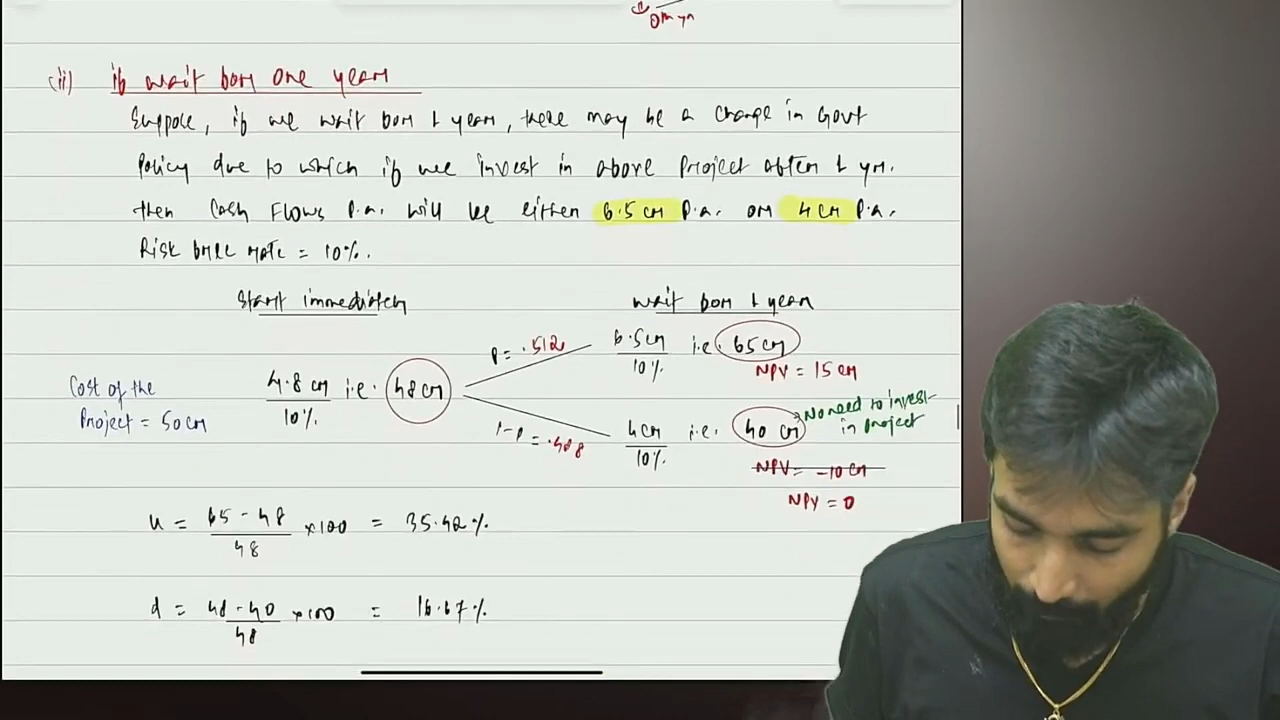 0th yr
(ii) if wait for one years
Suppose, if we wait for 1 year, there may be a change in Govt
Policy due to which if we invest in above Project after 1 yr.
then Cash Flows P.a. will be either 6.5 cr P.a. or 4 cr P.a.
Risk free rate = 10%.
Start immediately
wait for 1 year
Cost of the
Project = 50 cr
4.8 cr
10%
i.e. 48 cr
P = .512
1-P = .488
6.5 cr
10%
i.e. 65 cr
NPV = 15 cr
4 cr
10%
i.e. 40 cr
No need to invest
in project
NPV = -10 cr
NPV = 0
u = 65 - 48 × 100 = 35.42%
48
d = 48 - 40 × 100 = 16.67%
48